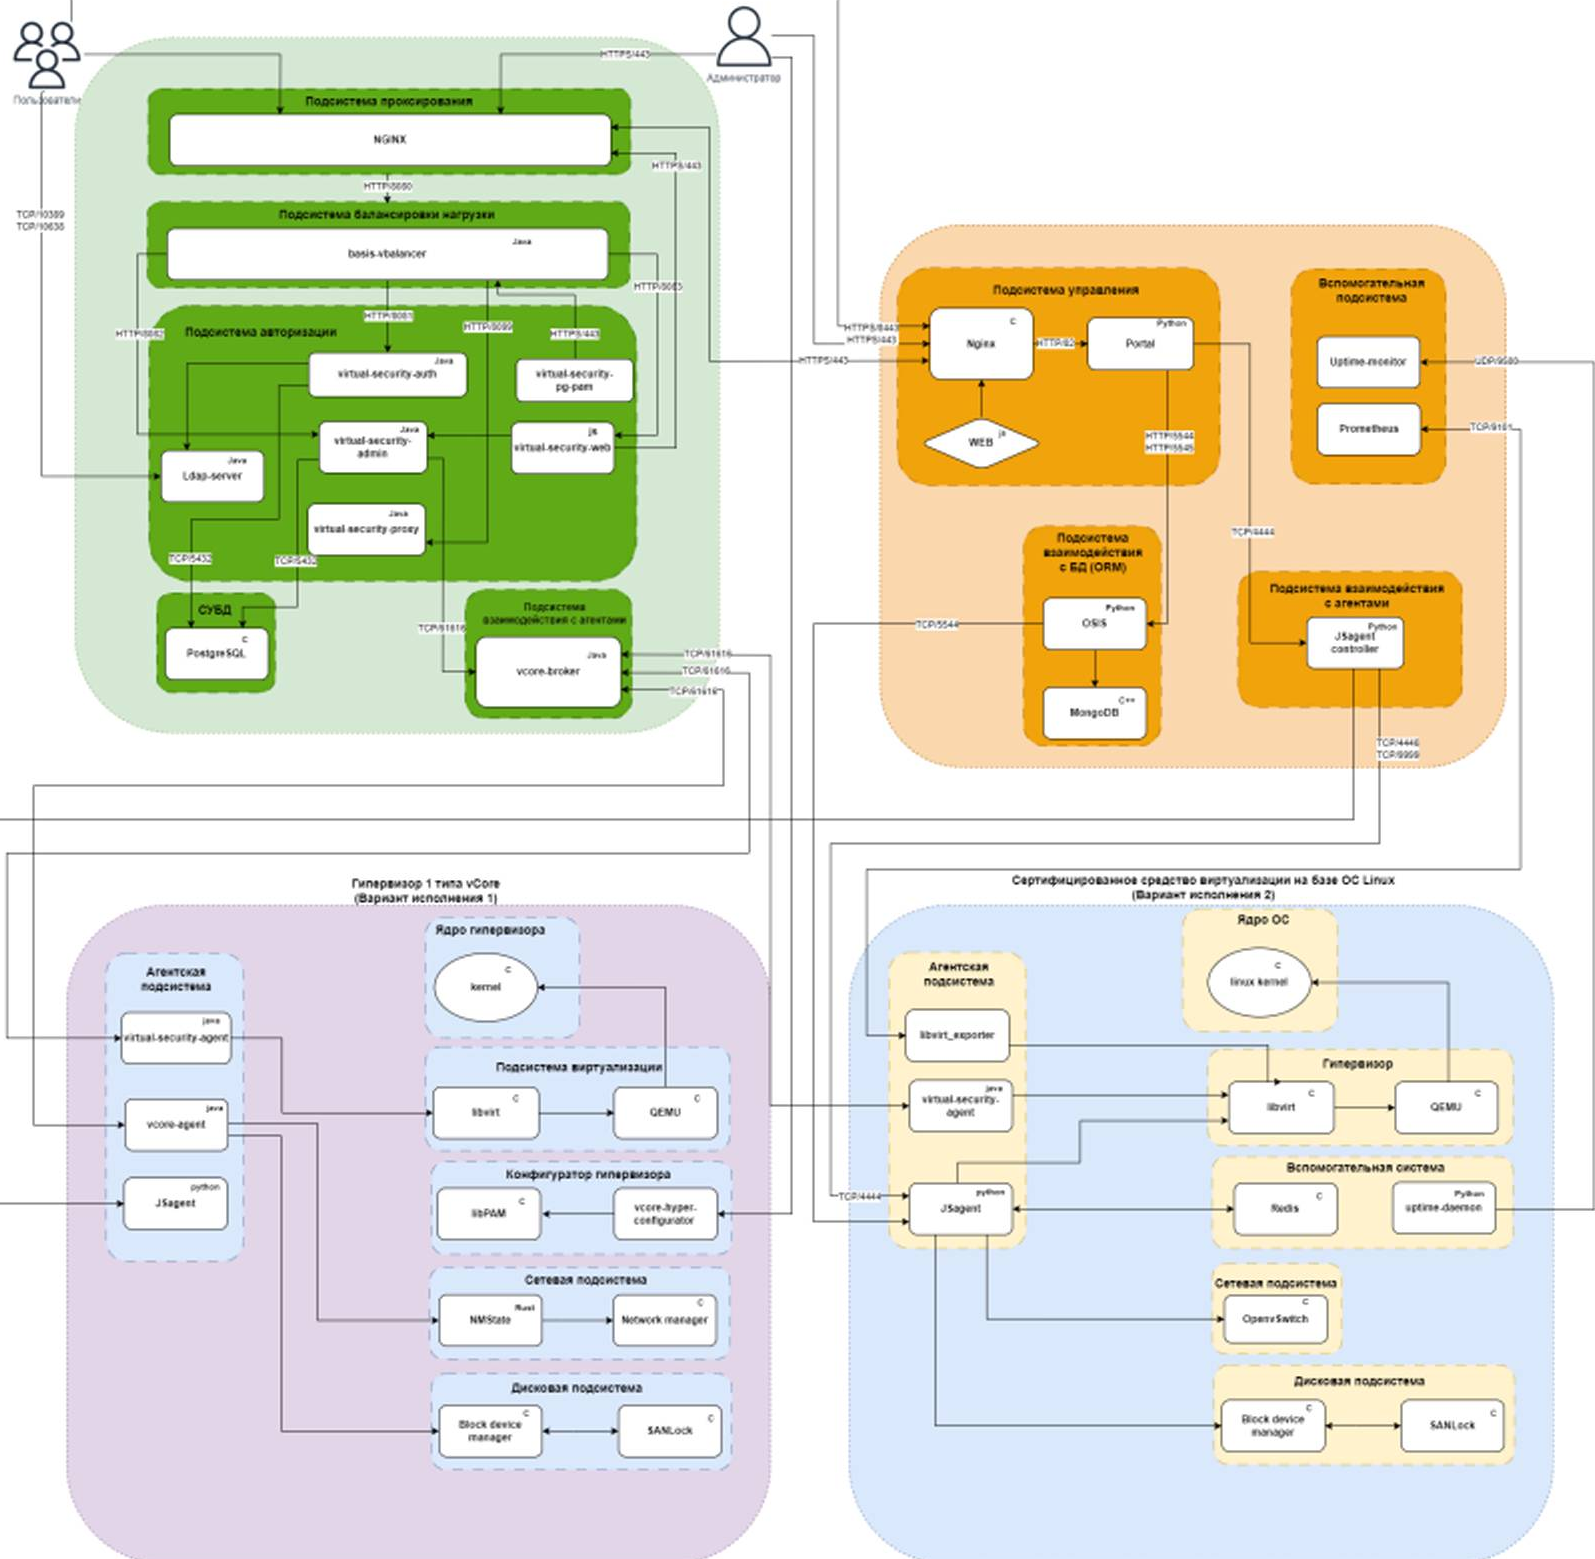 Пользователи
Администратор
HTTPS/443
Подсистема проксирования
NGINX
HTTPS/443
HTTP/8080
TCP/10389
TCP/10636
Подсистема балансировки нагрузки
Java
basis-vbalancer
HTTP/8083
HTTP/8081
HTTP/8099
HTTP/8082
HTTPS/443
Подсистема авторизации
Java
virtual-security-auth
virtual-security-
pg-pam
Java
virtual-security-
admin
js
virtual-security-web
Java
Ldap-server
Java
virtual-security-proxy
TCP/5432
TCP/5432
СУБД
C
PostgreSQL
TCP/61616
Подсистема
взаимодействия с агентами
Java
vcore-broker
TCP/61616
TCP/61616
TCP/61616
Подсистема управления
HTTPS/8443
HTTPS/443
HTTPS/443
C
Nginx
HTTP/82
Python
Portal
js
WEB
HTTP/5544
HTTP/5545
Вспомогательная
подсистема
Uptime-monitor
UDP/9500
Prometheus
TCP/9101
TCP/4444
Подсистема
взаимодействия
с БД (ORM)
Python
OSIS
TCP/5544
C++
MongoDB
Подсистема взаимодействия
с агентами
Python
JSagent
controller
TCP/4446
TCP/9999
Гипервизор 1 типа vCore
(Вариант исполнения 1)
Ядро гипервизора
C
kernel
Агентская
подсистема
java
virtual-security-agent
java
vcore-agent
python
JSagent
Подсистема виртуализации
C
libvirt
C
QEMU
Конфигуратор гипервизора
C
libPAM
vcore-hyper-
configurator
Сетевая подсистема
Rust
NMState
C
Network manager
Дисковая подсистема
C
Block device
manager
C
SANLock
Сертифицированное средство виртуализации на базе ОС Linux
(Вариант исполнения 2)
Ядро ОС
C
linux kernel
Агентская
подсистема
libvirt_exporter
java
virtual-security-
agent
TCP/4444
python
JSagent
Гипервизор
C
libvirt
C
QEMU
Вспомогательная система
C
Redis
Python
uptime-daemon
Сетевая подсистема
C
OpenvSwitch
Дисковая подсистема
C
Block device
manager
C
SANLock